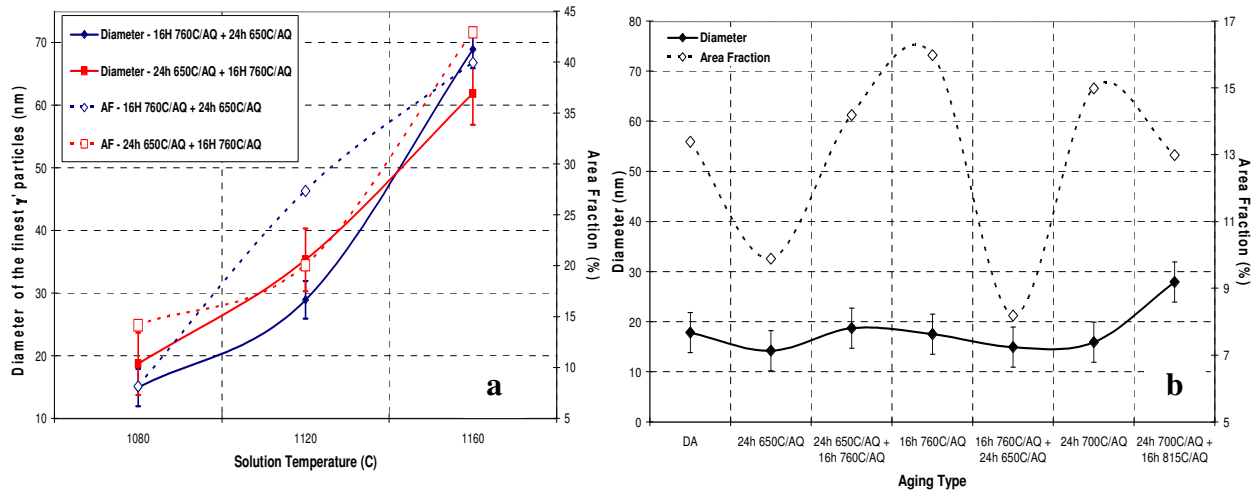 Diameter of the finest γ' particles (nm)
70
60
50
40
30
20
10
Diameter - 16H 760C/AQ + 24h 650C/AQ
Diameter - 24h 650C/AQ + 16H 760C/AQ
AF - 16H 760C/AQ + 24h 650C/AQ
AF - 24h 650C/AQ + 16H 760C/AQ
45
40
35
30
25
20
15
10
5
Area Fraction (%)
a
1080 1120 1160
Solution Temperature (C)
Diameter (nm)
80
70
60
50
40
30
20
10
0
Diameter
Area Fraction
17
15
13
11
9
7
5
Area Fraction (%)
b
DA 24h 650C/AQ 24h 650C/AQ + 16h 760C/AQ 16h 760C/AQ + 24h 700C/AQ 24h 700C/AQ +
16h 760C/AQ 24h 650C/AQ 16h 815C/AQ
Aging Type